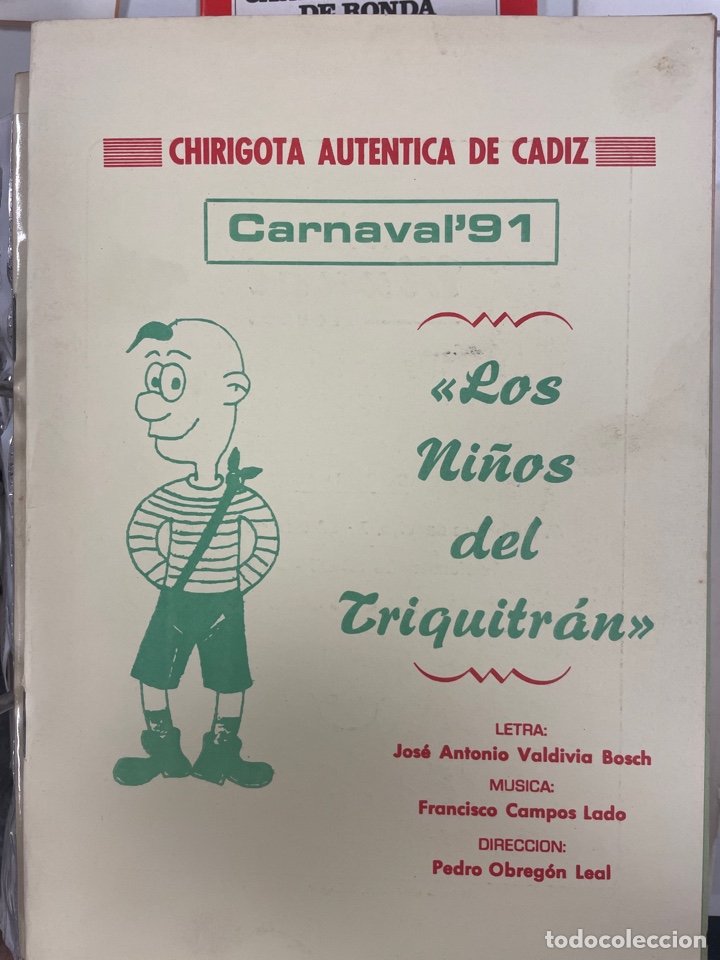 DE RONDA
CHIRIGOTA AUTENTICA DE CADIZ
Carnaval'91
«Los
Niños
del
Triquitrán»
LETRA:
José Antonio Valdivia Bosch
MUSICA:
Francisco Campos Lado
DIRECCION:
Pedro Obregón Leal
todocoleccion